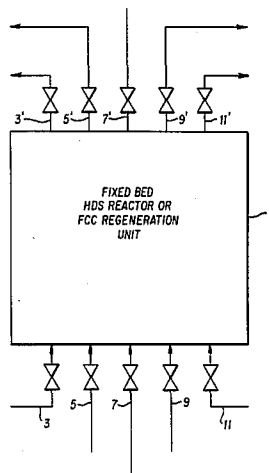 3' 5' 7' 9' 11'
FIXED BED
HDS REACTOR OR
FCC REGENERATION
UNIT
3 5 7 9 11